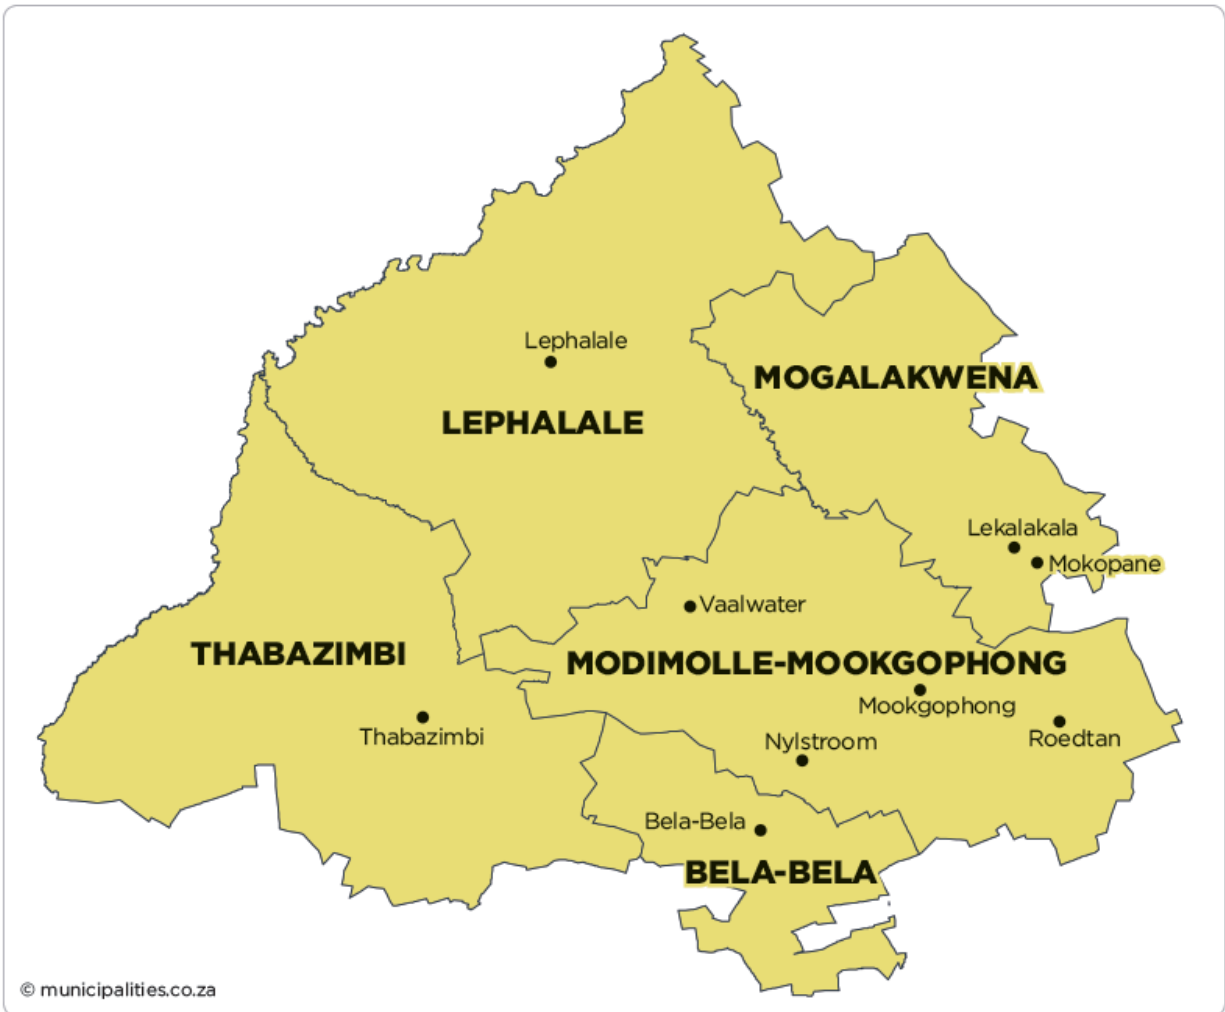 Lephalale
MOGALAKWENA
LEPHALALE
Lekalakala
Mokopane
Vaalwater
THABAZIMBI
MODIMOLLE-MOOKGOPHONG
Mookgophong
Thabazimbi
Nylstroom
Roedtan
Bela-Bela
BELA-BELA
© municipalities.co.za